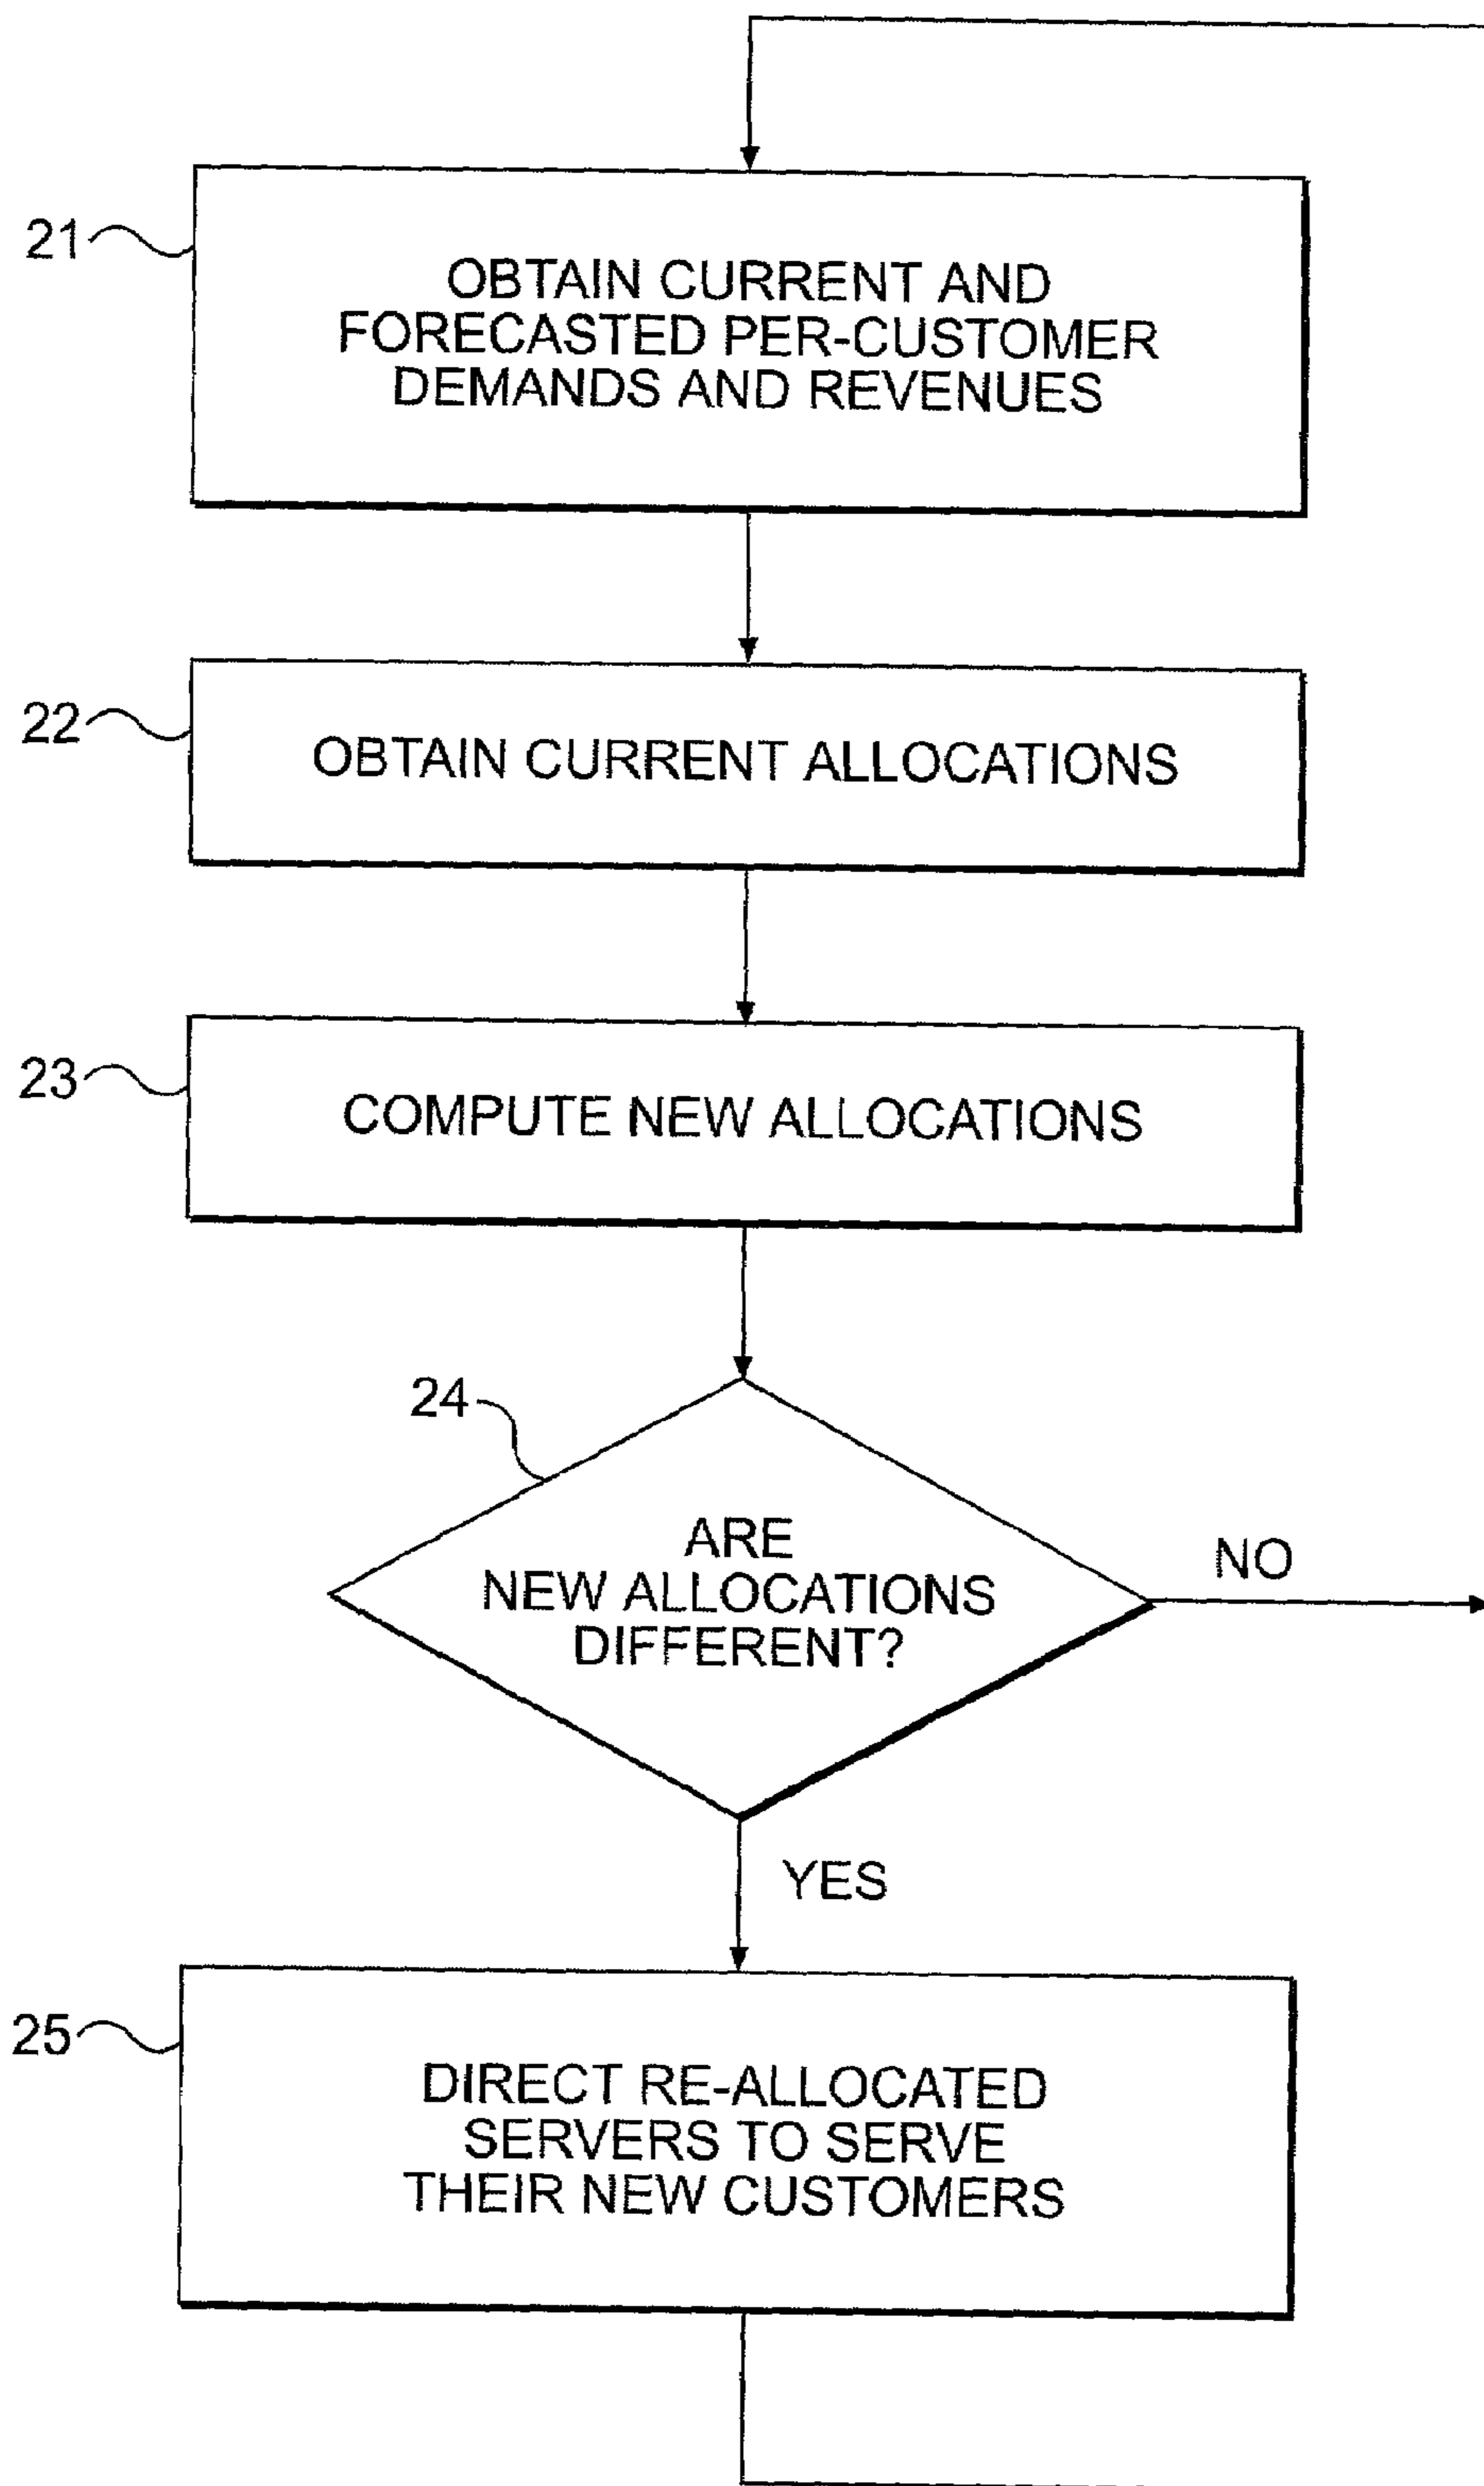 21
OBTAIN CURRENT AND
FORECASTED PER-CUSTOMER
DEMANDS AND REVENUES
22
OBTAIN CURRENT ALLOCATIONS
23
COMPUTE NEW ALLOCATIONS
24
ARE
NEW ALLOCATIONS
DIFFERENT?
NO
YES
25
DIRECT RE-ALLOCATED
SERVERS TO SERVE
THEIR NEW CUSTOMERS